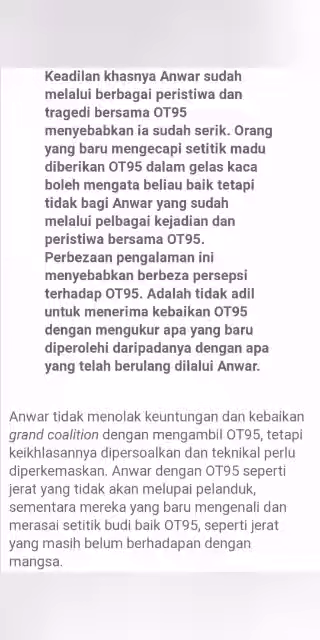 Keadilan khasnya Anwar sudah
melalui berbagai peristiwa dan
tragedi bersama OT95
menyebabkan ia sudah serik. Orang
yang baru mengecapi setitik madu
diberikan OT95 dalam gelas kaca
boleh mengata beliau baik tetapi
tidak bagi Anwar yang sudah
melalui pelbagai kejadian dan
peristiwa bersama OT95.
Perbezaan pengalaman ini
menyebabkan berbeza persepsi
terhadap OT95. Adalah tidak adil
untuk menerima kebaikan OT95
dengan mengukur apa yang baru
diperolehi daripadanya dengan apa
yang telah berulang dilalui Anwar.
Anwar tidak menolak keuntungan dan kebaikan
grand coalition dengan mengambil OT95, tetapi
keikhlasannya dipersoalkan dan teknikal perlu
diperkemaskan. Anwar dengan OT95 seperti
jerat yang tidak akan melupai pelanduk,
sementara mereka yang baru mengenali dan
merasai setitik budi baik OT95, seperti jerat
yang masih belum berhadapan dengan
mangsa.